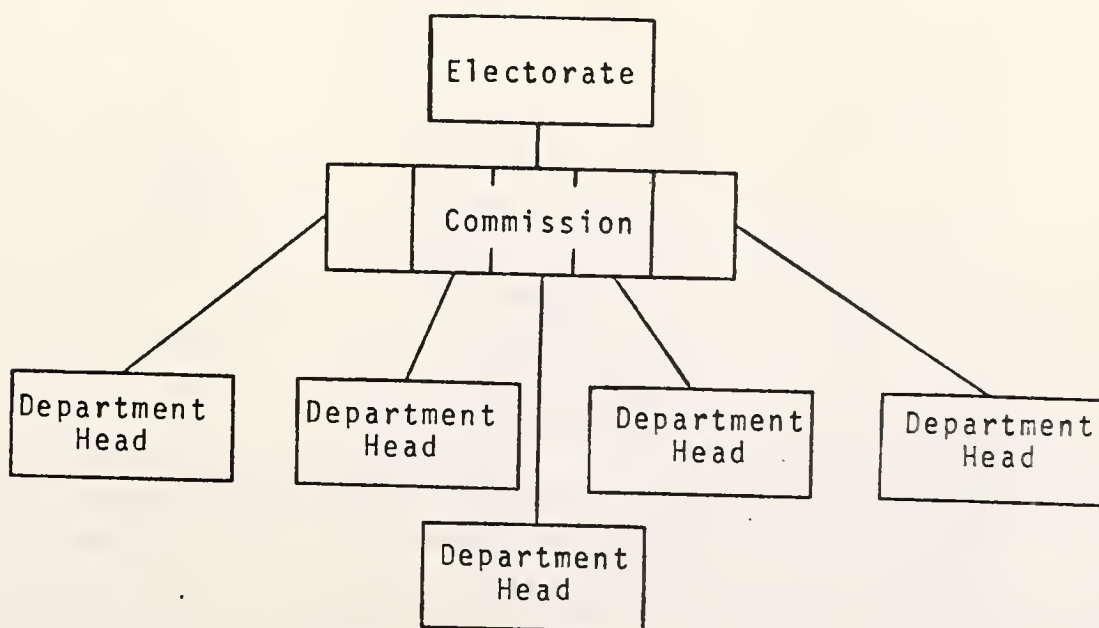 Electorate
Commission
Department
Head
Department
Head
Department
Head
Department
Head
Department
Head